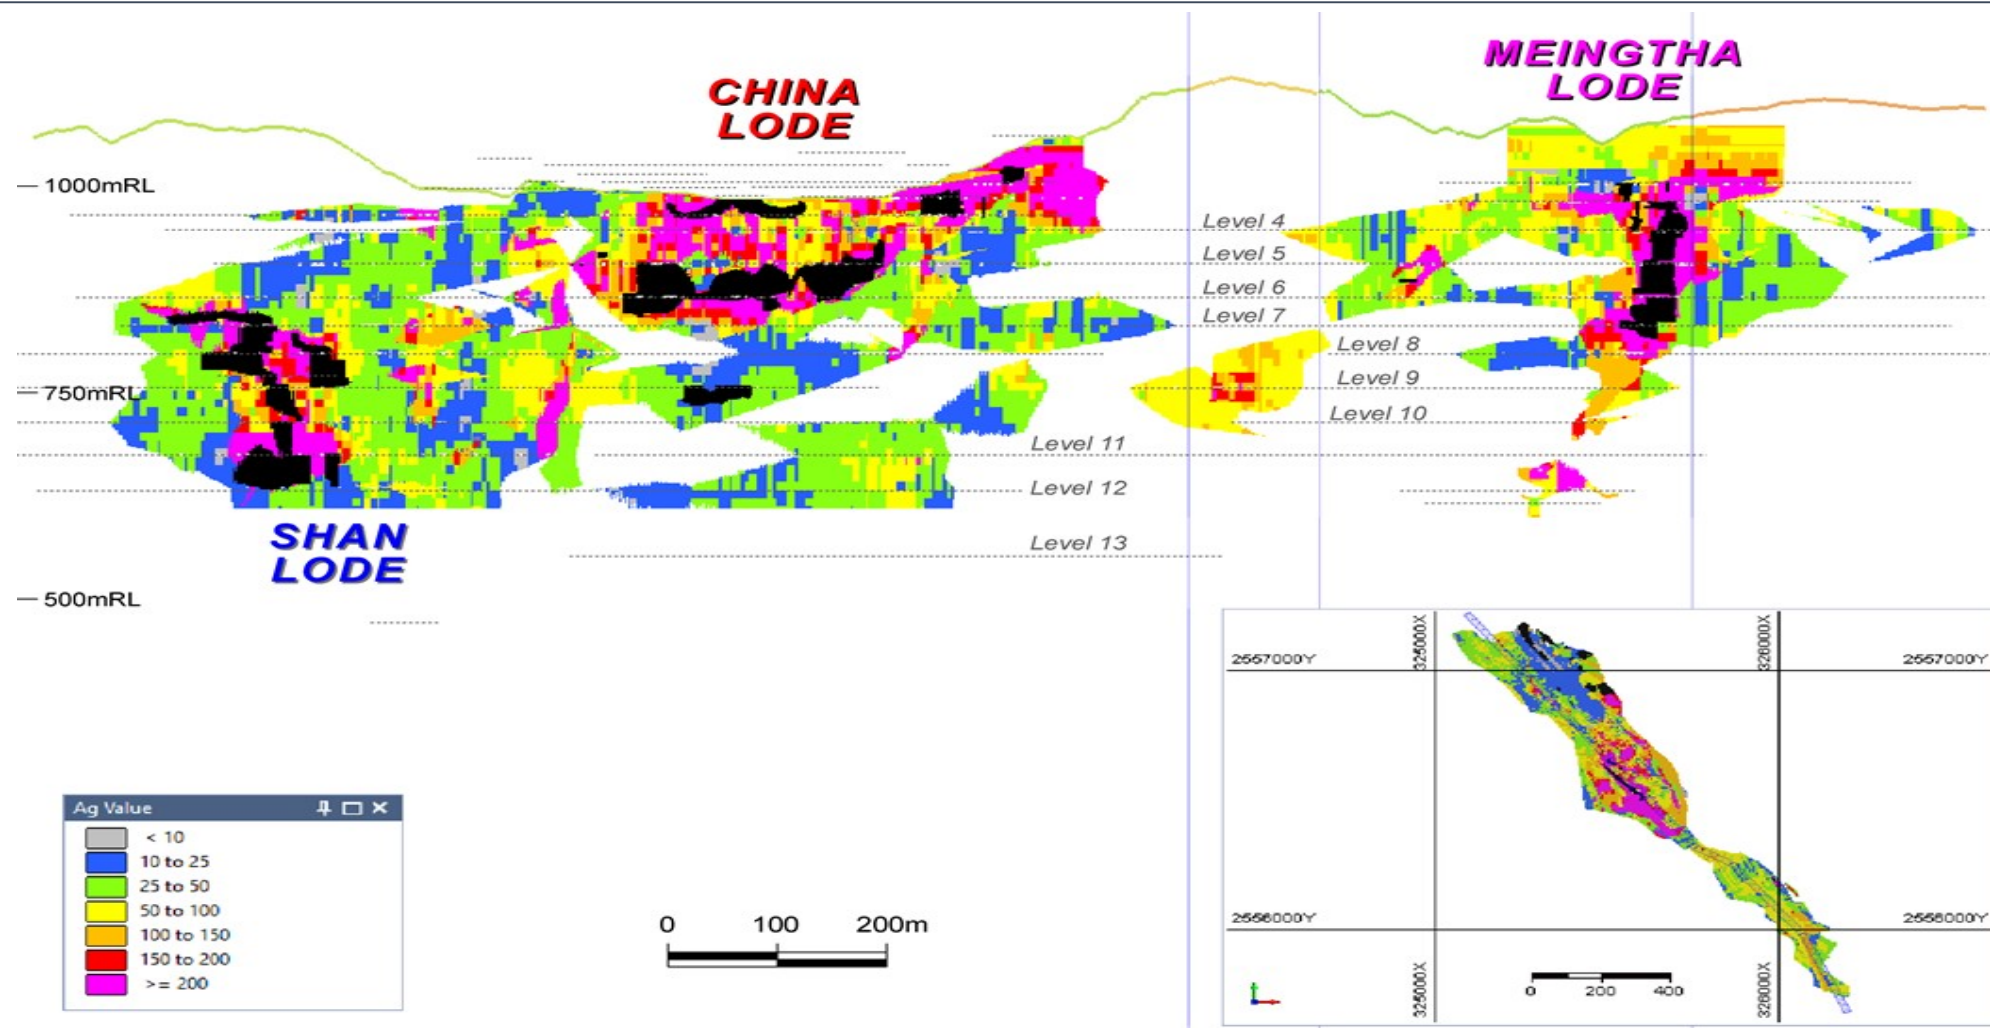 CHINA
LODE
MEINGTHA
LODE
1000mRL
Level 4
Level 5
Level 6
Level 7
Level 8
Level 9
750mRL
Level 10
Level 11
Level 12
SHAN
LODE
Level 13
500mRL
325000X
326000X
2557000Y
2557000Y
2556000Y
2556000Y
325000X
326000X
0 200 400
Ag Value
< 10
10 to 25
25 to 50
50 to 100
100 to 150
150 to 200
>= 200
0 100 200m